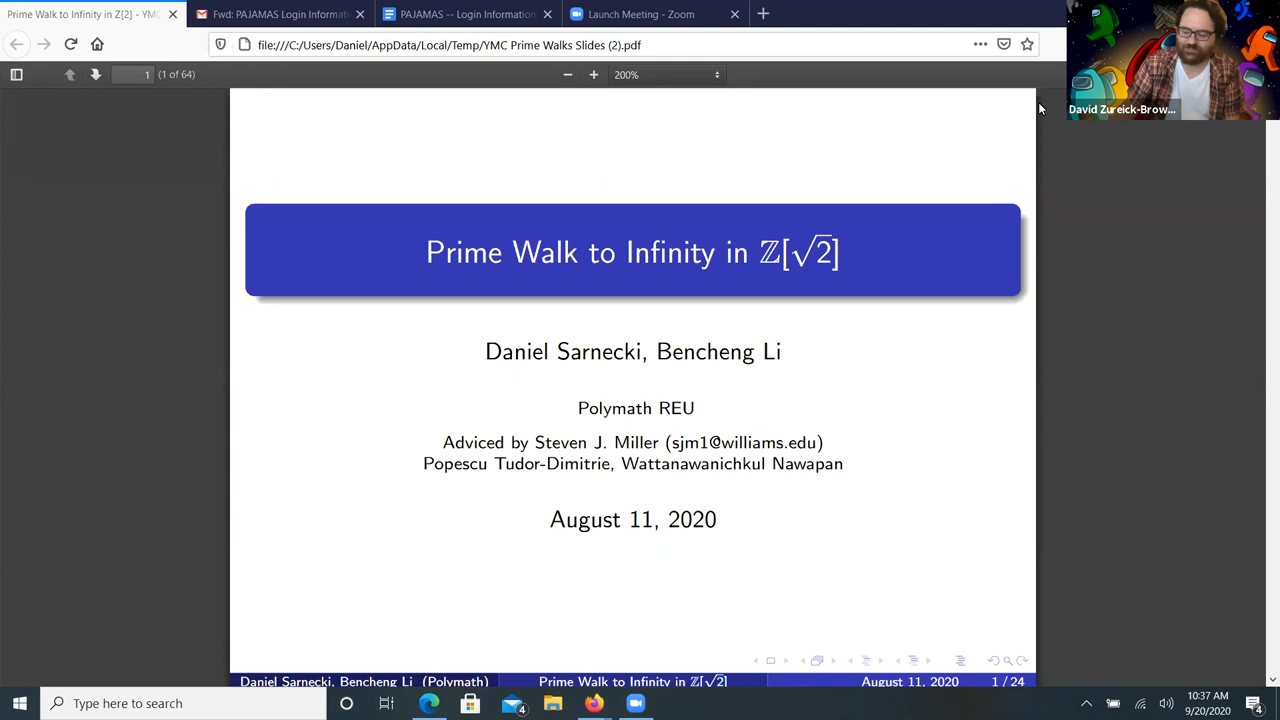 Prime Walk to Infinity in Z[2] - YMC
Fwd: PAJAMAS Login Informati
PAJAMAS -- Login Information
Launch Meeting - Zoom
file:///C:/Users/Daniel/AppData/Local/Temp/YMC Prime Walks Slides (2).pdf
1 (1 of 64)
200%
David Zureick-Brow...
Prime Walk to Infinity in ℤ[√2]
Daniel Sarnecki, Bencheng Li
Polymath REU
Adviced by Steven J. Miller (sjm1@williams.edu)
Popescu Tudor-Dimitrie, Wattanawanichkul Nawapan
August 11, 2020
Daniel Sarnecki, Bencheng Li (Polymath)
Prime Walk to Infinity in ℤ[√2]
August 11, 2020
1 / 24
Type here to search
4
10:37 AM
9/20/2020
4